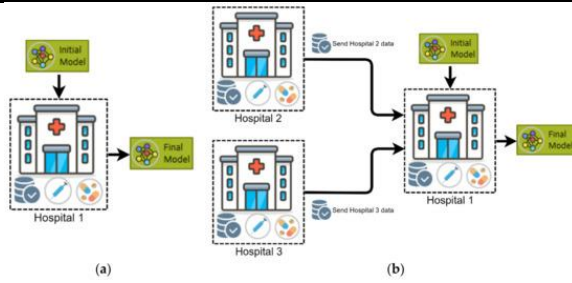 Initial
Model
Final
Model
Hospital 1
(a)
Send Hospital 2 data
Hospital 2
Initial
Model
Final
Model
Hospital 1
Send Hospital 3 data
Hospital 3
(b)